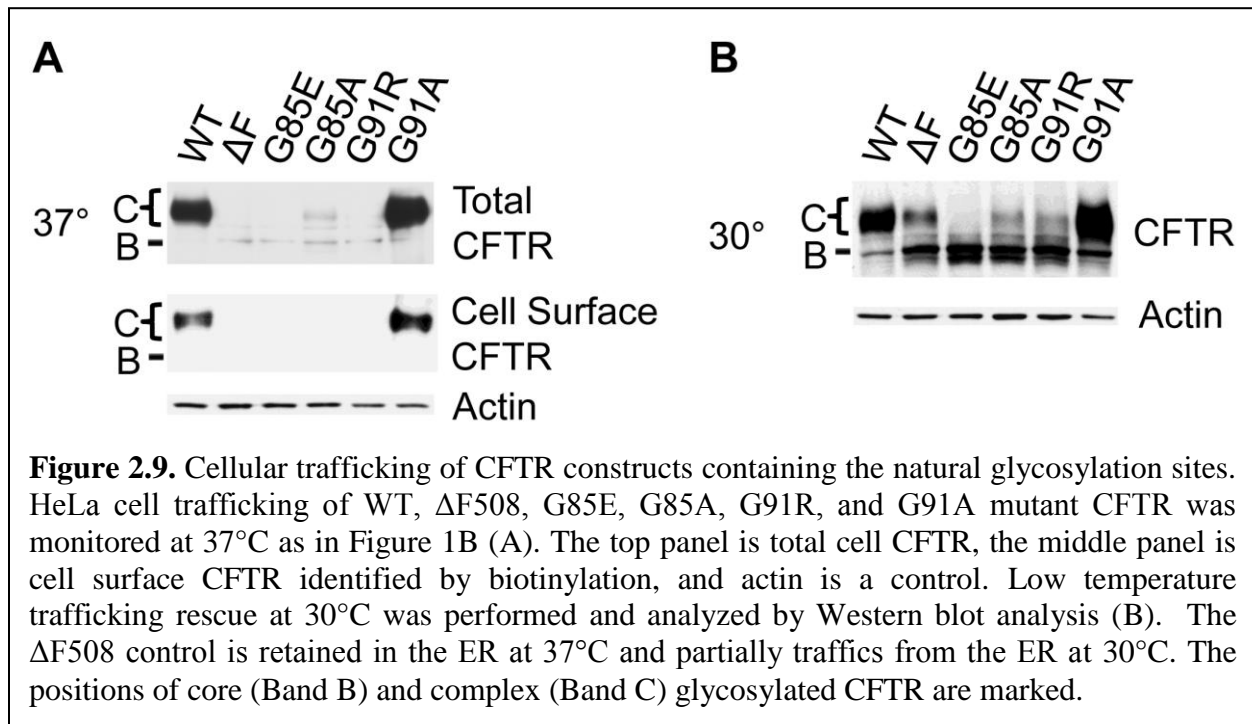 A
WT ΔF G85E G85A G91R G91A
37°
C
B
Total
CFTR
C
B
Cell Surface
CFTR
Actin
B
WT ΔF G85E G85A G91R G91A
30°
C
B
CFTR
Actin
Figure 2.9. Cellular trafficking of CFTR constructs containing the natural glycosylation sites.
HeLa cell trafficking of WT, ΔF508, G85E, G85A, G91R, and G91A mutant CFTR was
monitored at 37°C as in Figure 1B (A). The top panel is total cell CFTR, the middle panel is
cell surface CFTR identified by biotinylation, and actin is a control. Low temperature
trafficking rescue at 30°C was performed and analyzed by Western blot analysis (B). The
ΔF508 control is retained in the ER at 37°C and partially traffics from the ER at 30°C. The
positions of core (Band B) and complex (Band C) glycosylated CFTR are marked.